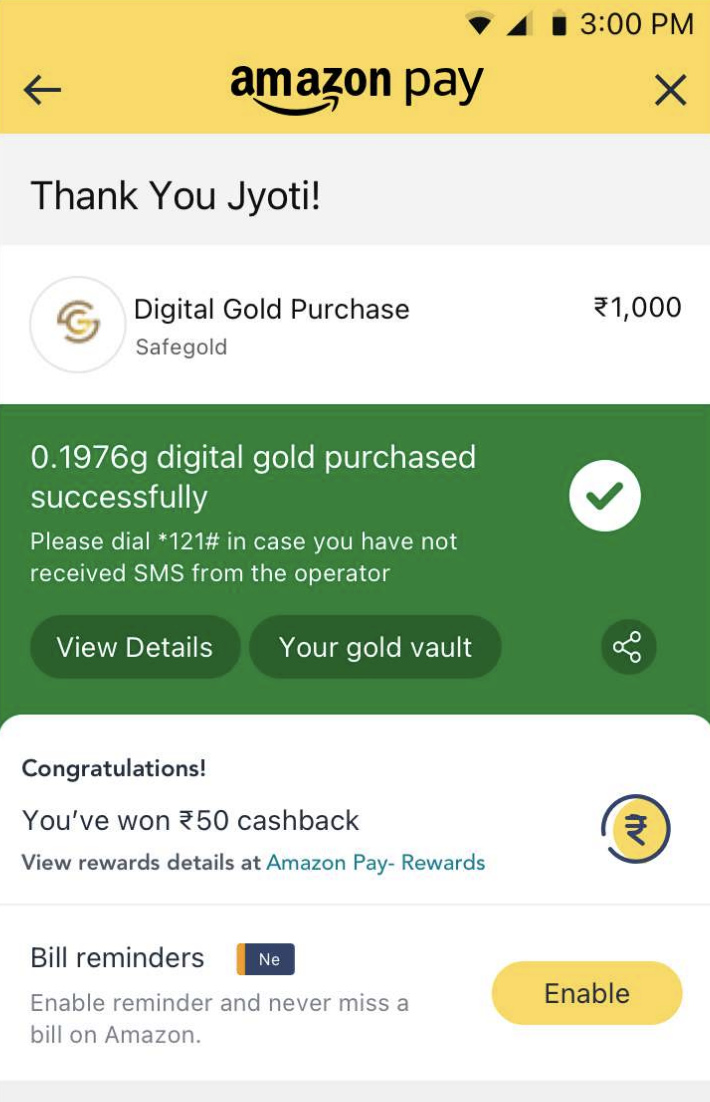 3:00 PM
amazon pay
Thank You Jyoti!
Digital Gold Purchase ₹1,000
Safegold
0.1976g digital gold purchased
successfully
Please dial *121# in case you have not
received SMS from the operator
View Details Your gold vault
Congratulations!
You’ve won ₹50 cashback
₹
View rewards details at Amazon Pay- Rewards
Bill reminders Ne
Enable
Enable reminder and never miss a
bill on Amazon.